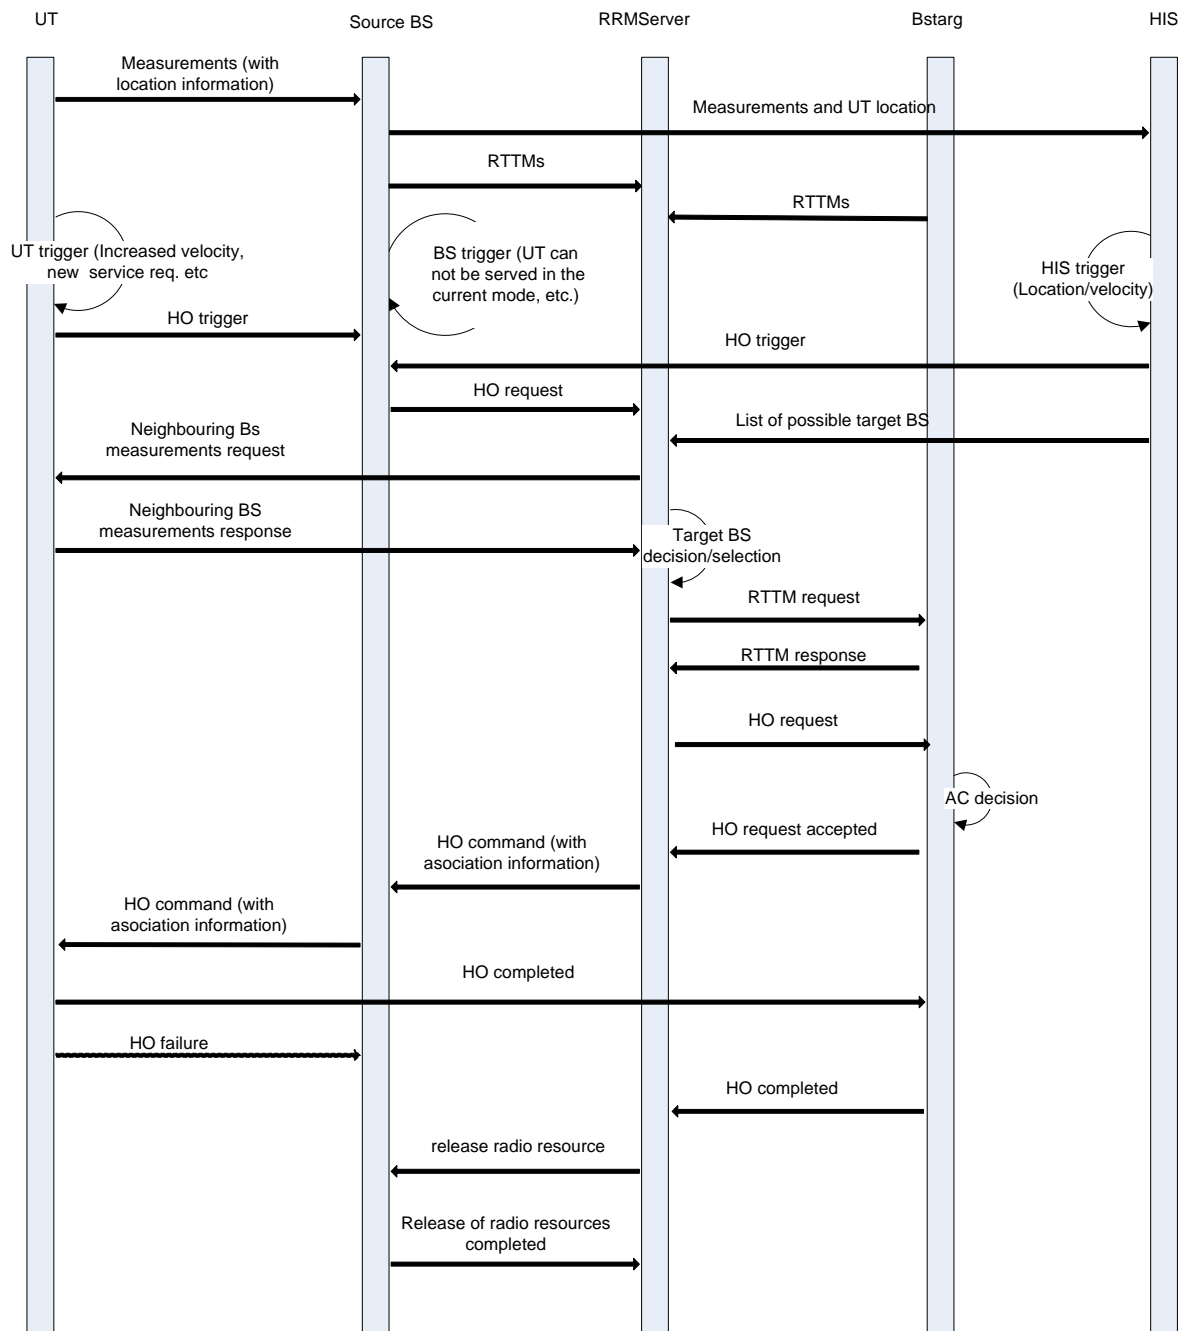 UT
Source BS
RRMServer
Bstarg
HIS
Measurements (with
location information)
Measurements and UT location
RTTMs
RTTMs
UT trigger (Increased velocity,
new service req. etc
BS trigger (UT can
not be served in the
current mode, etc.)
HIS trigger
(Location/velocity)
HO trigger
HO trigger
HO request
List of possible target BS
Neighbouring Bs
measurements request
Neighbouring BS
measurements response
Target BS
decision/selection
RTTM request
RTTM response
HO request
AC decision
HO request accepted
HO command (with
asociation information)
HO command (with
asociation information)
HO completed
HO failure
HO completed
release radio resource
Release of radio resources
completed